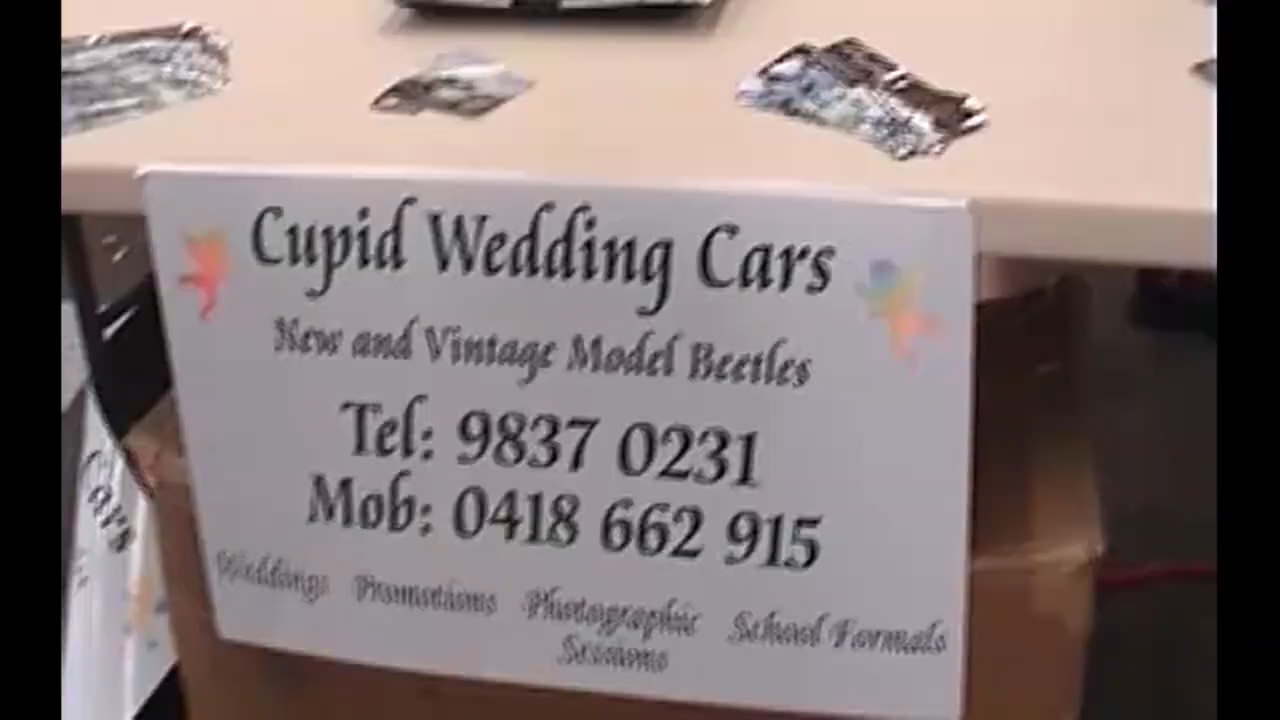 Cupid Wedding Cars
New and Vintage Model Beetles
Tel: 9837 0231
Mob: 0418 662 915
Weddings Promotions Photographic School Formals
Sessions
Cars